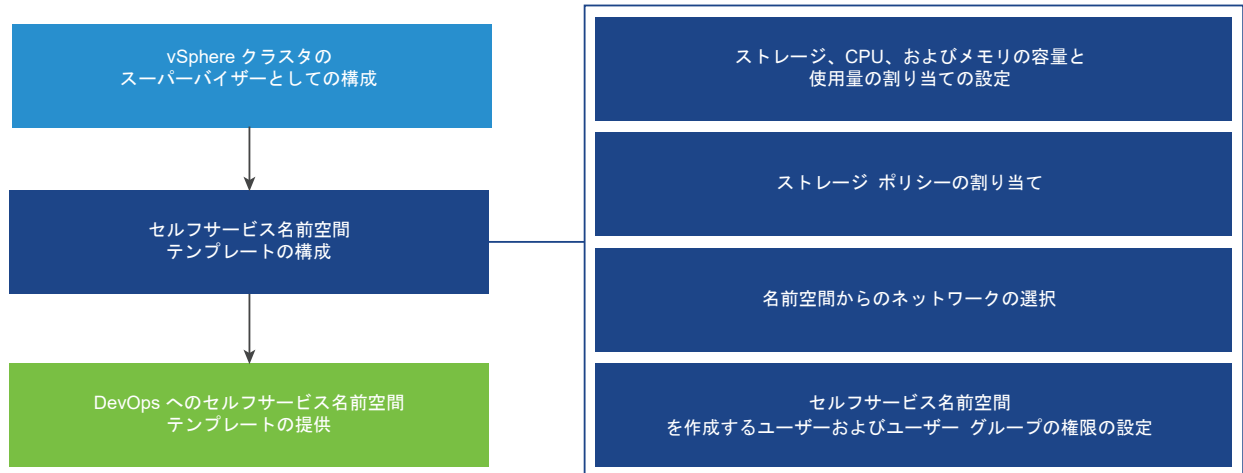 vSphere クラスタの
スーパーバイザーとしての構成
セルフサービス名前空間
テンプレートの構成
DevOps へのセルフサービス名前空間
テンプレートの提供
ストレージ、CPU、およびメモリの容量と
使用量の割り当ての設定
ストレージ ポリシーの割り当て
名前空間からのネットワークの選択
セルフサービス名前空間
を作成するユーザーおよびユーザー グループの権限の設定